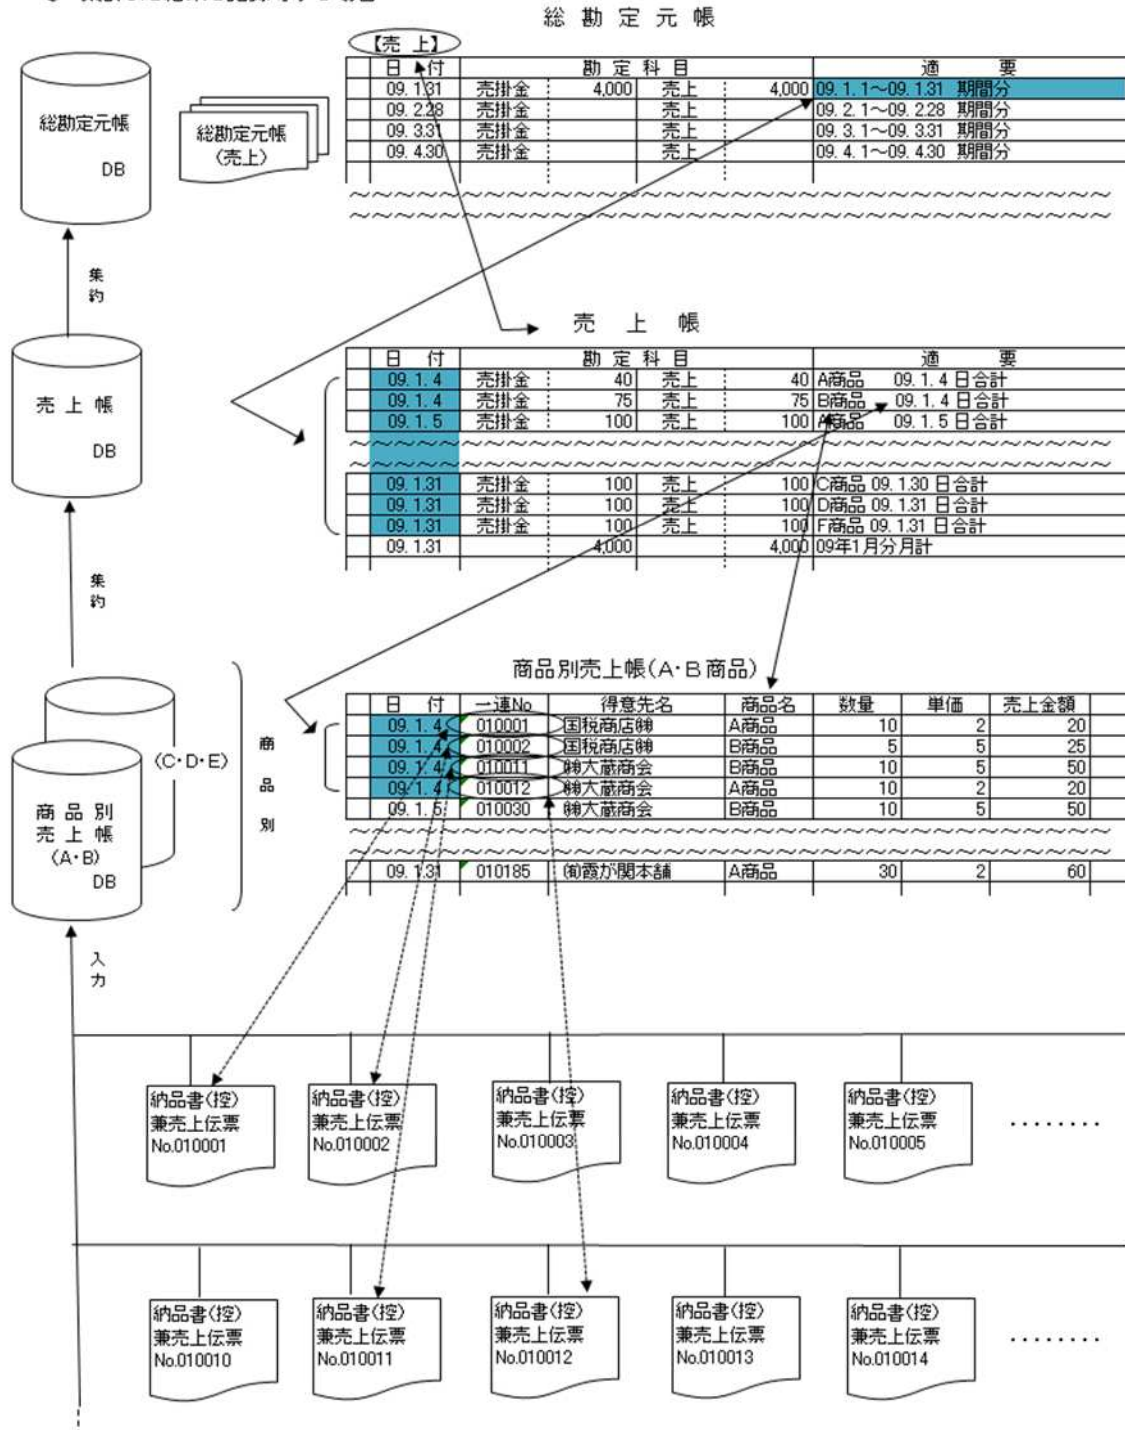 総勘定元帳
【売 上】
日 付 勘 定 科 目 適 要
09. 1.31 売掛金 4,000 売上 4,000 09. 1. 1～09. 1.31 期間分
09. 2.28 売掛金 売上 09. 2. 1～09. 2.28 期間分
09. 3.31 売掛金 売上 09. 3. 1～09. 3.31 期間分
09. 4.30 売掛金 売上 09. 4. 1～09. 4.30 期間分
総勘定元帳
DB
総勘定元帳
(売上)
集約
売 上 帳
日 付 勘 定 科 目 適 要
09. 1. 4 売掛金 40 売上 40 A商品 09. 1. 4 日合計
09. 1. 4 売掛金 75 売上 75 B商品 09. 1. 4 日合計
09. 1. 5 売掛金 100 売上 100 A商品 09. 1. 5 日合計
09. 1.31 売掛金 100 売上 100 C商品 09. 1.30 日合計
09. 1.31 売掛金 100 売上 100 D商品 09. 1.31 日合計
09. 1.31 売掛金 100 売上 100 F商品 09. 1.31 日合計
09. 1.31 4,000 4,000 09年1月分月計
売 上 帳
DB
集約
商品別売上帳(A・B商品)
日 付 一連No 得意先名 商品名 数量 単価 売上金額
09. 1. 4 010001 国税商店㈱ A商品 10 2 20
09. 1. 4 010002 国税商店㈱ B商品 5 5 25
09. 1. 4 010011 ㈱大蔵商会 B商品 10 5 50
09. 1. 4 010012 ㈱大蔵商会 A商品 10 2 20
09. 1. 5 010030 ㈱大蔵商会 B商品 10 5 50
09. 1.31 010185 ㈲霞が関本舗 A商品 30 2 60
(C・D・E)
商品別
商 品 別
売 上 帳
(A・B)
DB
入力
納品書(控)
兼売上伝票
No.010001
納品書(控)
兼売上伝票
No.010002
納品書(控)
兼売上伝票
No.010003
納品書(控)
兼売上伝票
No.010004
納品書(控)
兼売上伝票
No.010005
････････
納品書(控)
兼売上伝票
No.010010
納品書(控)
兼売上伝票
No.010011
納品書(控)
兼売上伝票
No.010012
納品書(控)
兼売上伝票
No.010013
納品書(控)
兼売上伝票
No.010014
････････